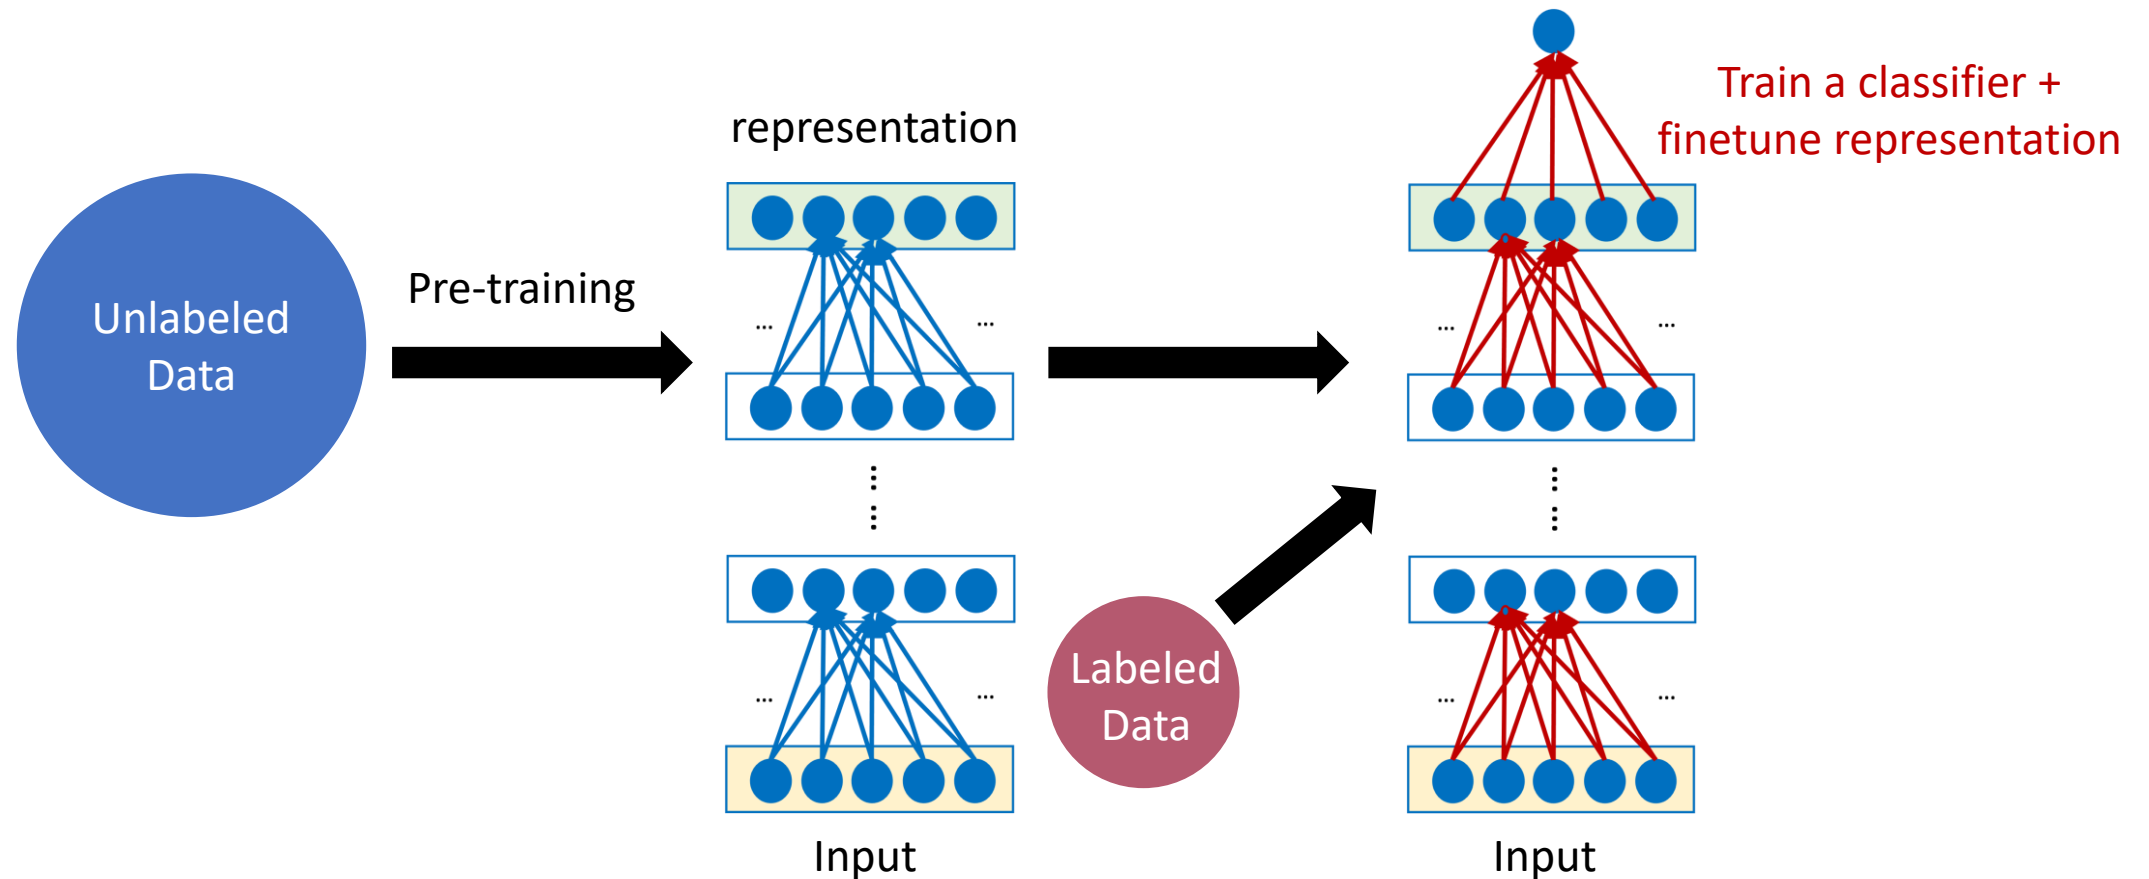 Unlabeled
Data
Pre-training
representation
...
...
...
...
Input
Labeled
Data
Train a classifier +
finetune representation
...
...
...
...
Input